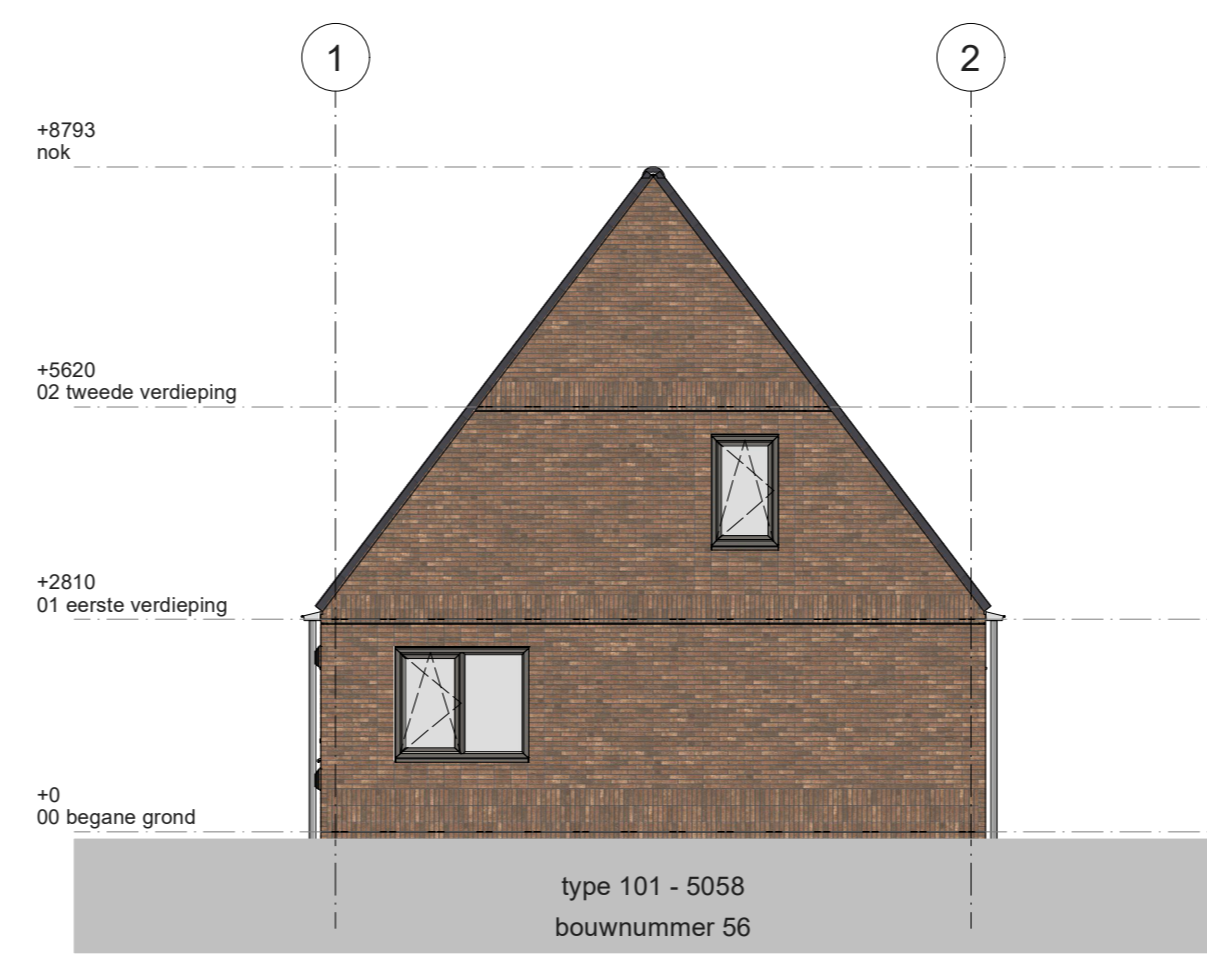 1
2
+8793
nok
+5620
02 tweede verdieping
+2810
01 eerste verdieping
+0
00 begane grond
type 101 - 5058
bouwnummer 56